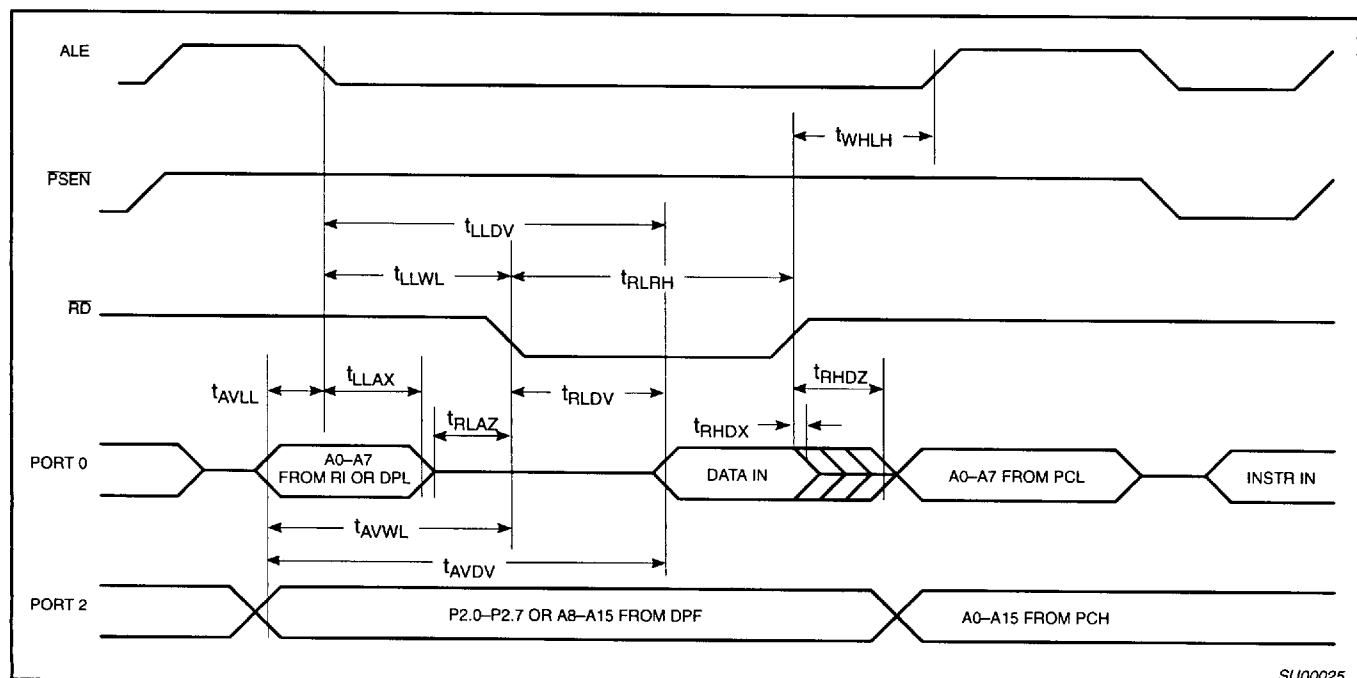 ALE
tWHLH
PSEN
tLLDV
tLLWL
tRLRH
RD
tAVLL
tLLAX
tRLDV
tRHDZ
tRLAZ
tRHDX
PORT 0
A0–A7
FROM RI OR DPL
DATA IN
A0–A7 FROM PCL
INSTR IN
tAVWL
tAVDV
PORT 2
P2.0–P2.7 OR A8–A15 FROM DPF
A0–A15 FROM PCH
SU00025